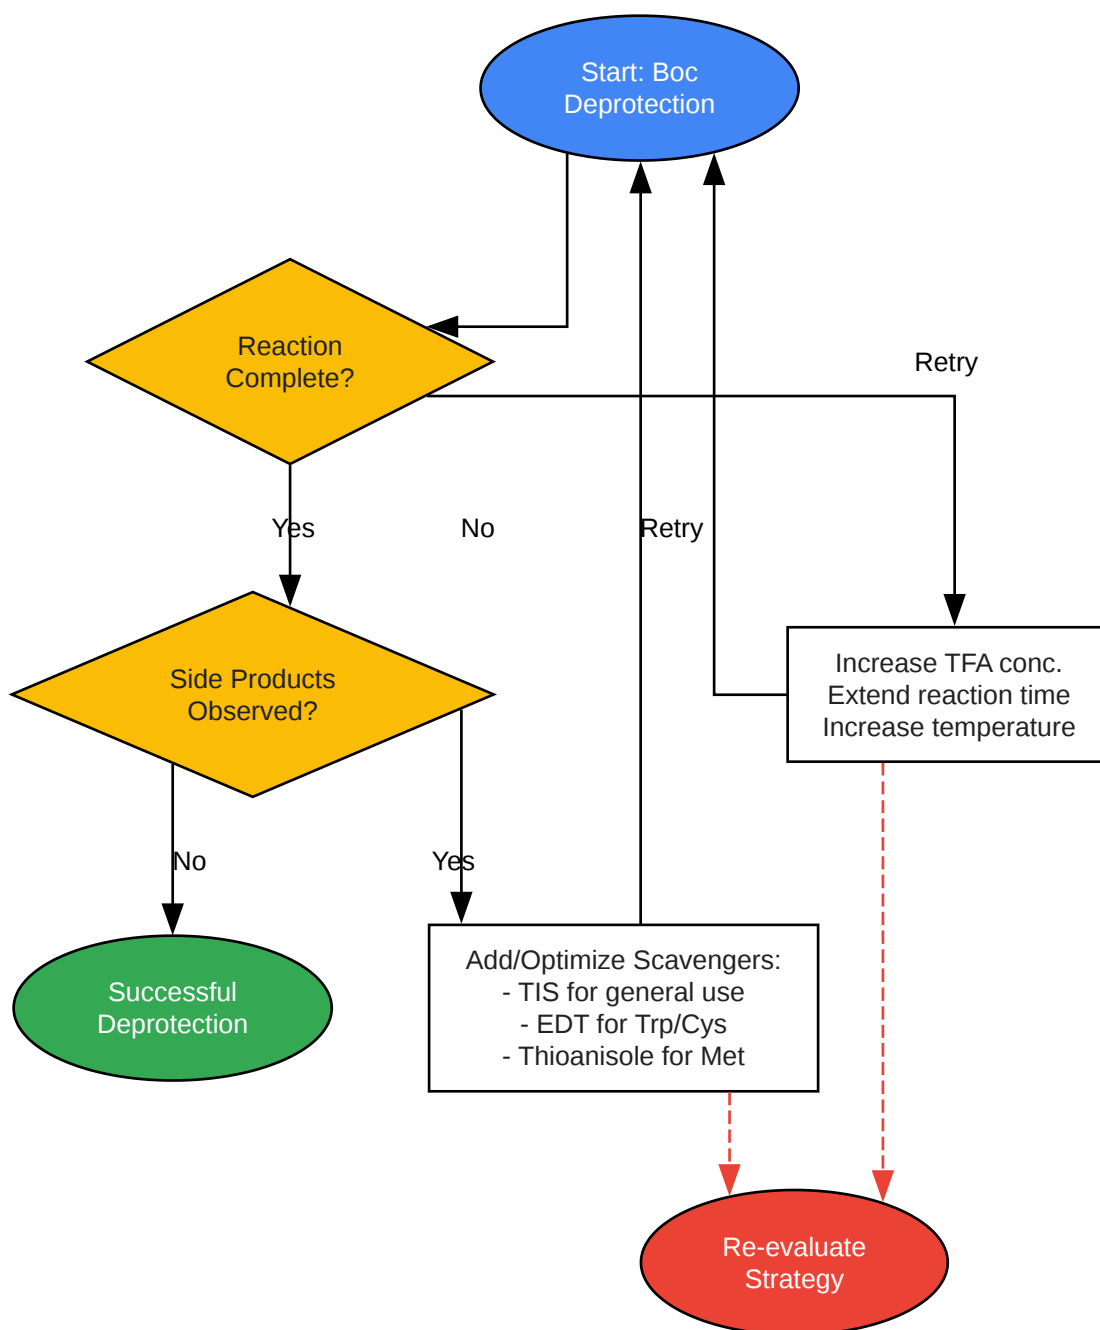 Start: Boc
Deprotection
Reaction
Complete?
Retry
Yes
No
Retry
Side Products
Observed?
Increase TFA conc.
Extend reaction time
Increase temperature
No
Yes
Successful
Deprotection
Add/Optimize Scavengers:
- TIS for general use
- EDT for Trp/Cys
- Thioanisole for Met
Re-evaluate
Strategy